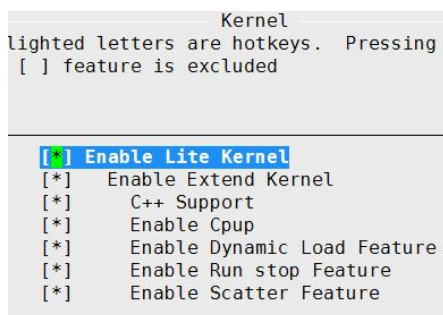 Kernel
lighted letters are hotkeys. Pressing
[ ] feature is excluded
[*] Enable Lite Kernel
[*] Enable Extend Kernel
[*] C++ Support
[*] Enable Cpup
[*] Enable Dynamic Load Feature
[*] Enable Run stop Feature
[*] Enable Scatter Feature